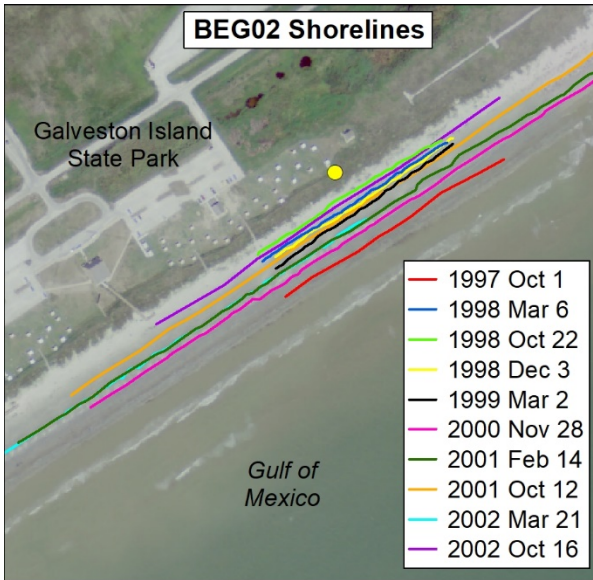 BEG02 Shorelines
Galveston Island
State Park
1997 Oct 1
1998 Mar 6
1998 Oct 22
1998 Dec 3
1999 Mar 2
2000 Nov 28
2001 Feb 14
2001 Oct 12
2002 Mar 21
2002 Oct 16
Gulf of
Mexico